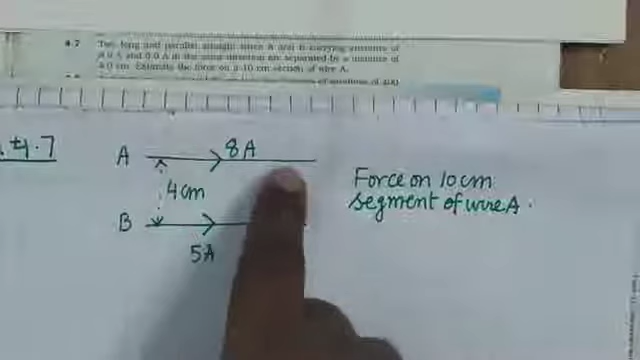 4.7 Two long and parallel straight wires A and B carrying currents of
8.0 A and 5.0 A in the same direction are separated by a distance of
4.0 cm. Estimate the force on a 10 cm section of wire A.
4.7
A 8A
4cm
B
5A
Force on 10cm
segment of wire A.